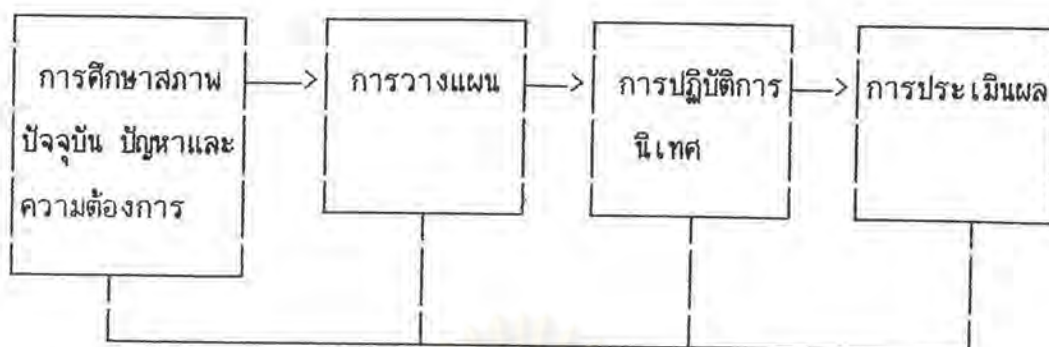 การศึกษาสภาพ
ปัจจุบัน ปัญหาและ
ความต้องการ
การวางแผน
การปฏิบัติการ
นิเทศ
การประเมินผล